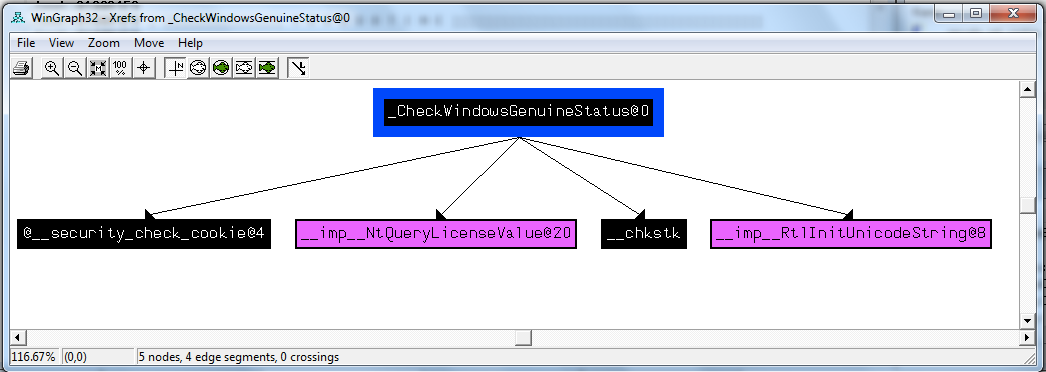 WinGraph32 - Xrefs from _CheckWindowsGenuineStatus@0
File View Zoom Move Help
100 %
N
_CheckWindowsGenuineStatus@0
@__security_check_cookie@4 __imp__NtQueryLicenseValue@20 __chkstk __imp__RtlInitUnicodeString@8
116.67% (0,0) 5 nodes, 4 edge segments, 0 crossings